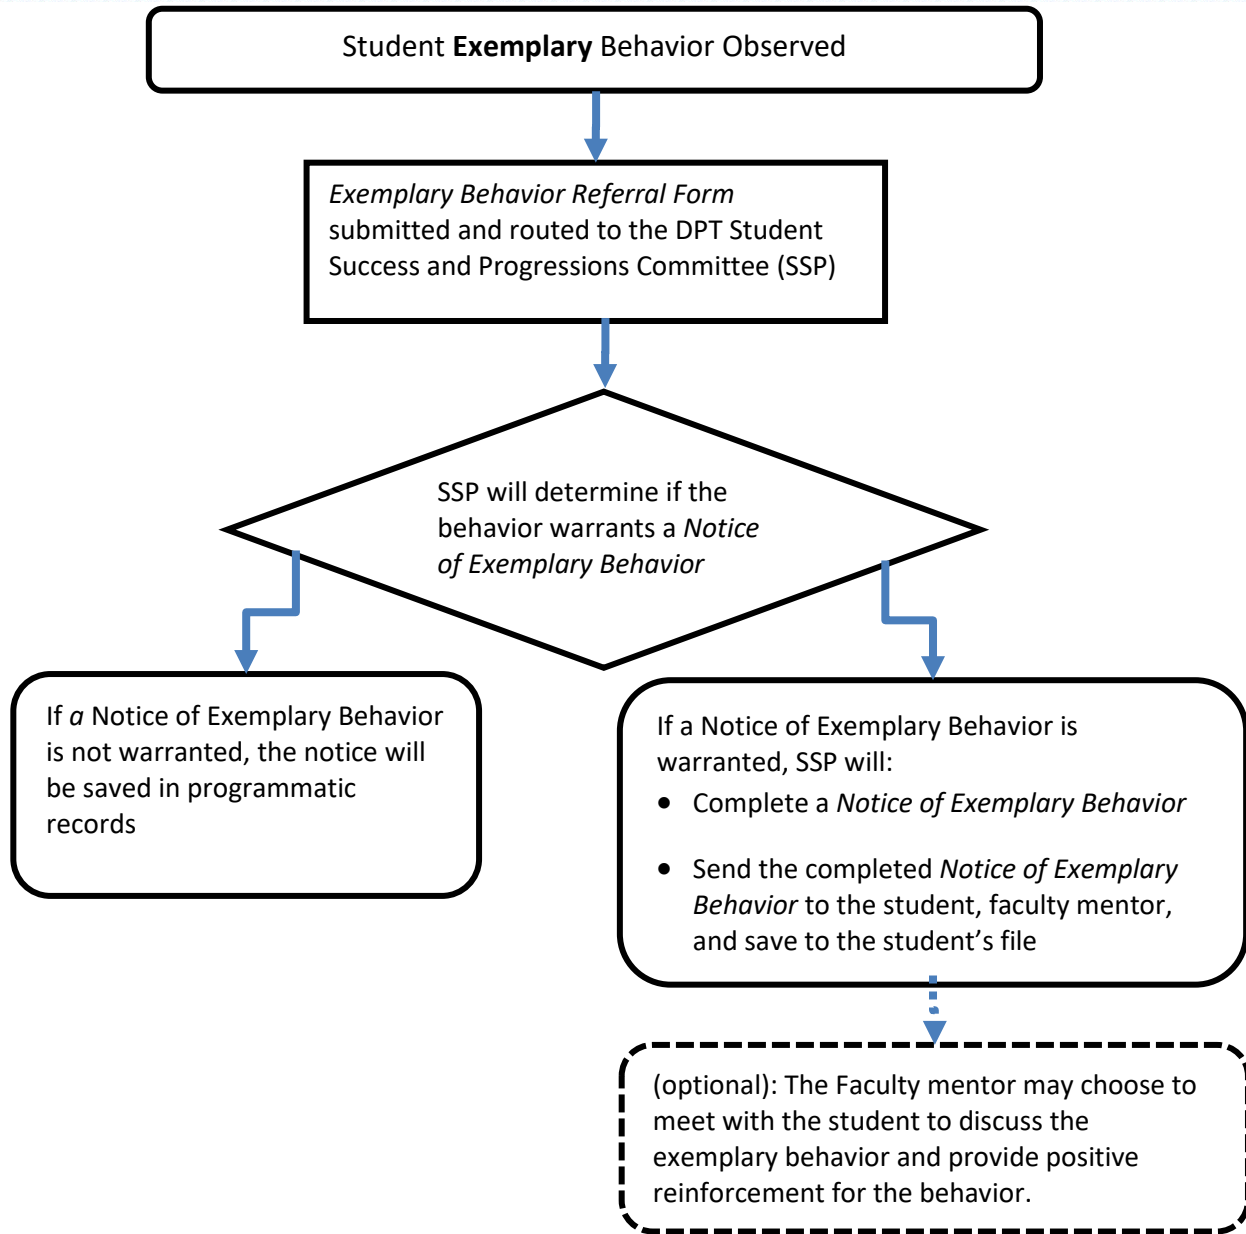 Student Exemplary Behavior Observed
Exemplary Behavior Referral Form
submitted and routed to the DPT Student
Success and Progressions Committee (SSP)
SSP will determine if the
behavior warrants a Notice
of Exemplary Behavior
If a Notice of Exemplary Behavior
is not warranted, the notice will
be saved in programmatic
records
If a Notice of Exemplary Behavior is
warranted, SSP will:
• Complete a Notice of Exemplary Behavior
• Send the completed Notice of Exemplary
Behavior to the student, faculty mentor,
and save to the student’s file
(optional): The Faculty mentor may choose to
meet with the student to discuss the
exemplary behavior and provide positive
reinforcement for the behavior.